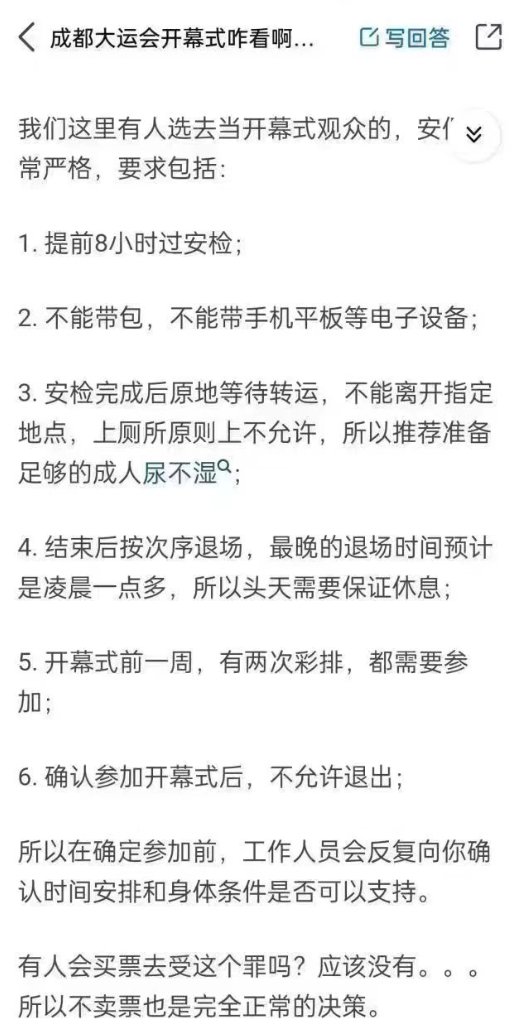 成都大运会开幕式咋看啊... 写回答
我们这里有人选去当开幕式观众的，安
常严格，要求包括：
1. 提前8小时过安检；
2. 不能带包，不能带手机平板等电子设备；
3. 安检完成后原地等待转运，不能离开指定
地点，上厕所原则上不允许，所以推荐准备
足够的成人尿不湿；
4. 结束后按次序退场，最晚的退场时间预计
是凌晨一点多，所以头天需要保证休息；
5. 开幕式前一周，有两次彩排，都需要参
加；
6. 确认参加开幕式后，不允许退出；
所以在确定参加前，工作人员会反复向你确
认时间安排和身体条件是否可以支持。
有人会买票去受这个罪吗？应该没有。。。
所以不卖票也是完全正常的决策。